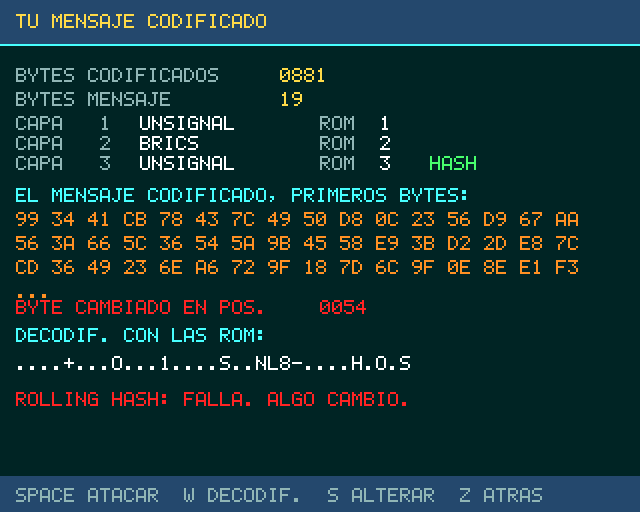 TU MENSAJE CODIFICADO
BYTES CODIFICADOS 0881
BYTES MENSAJE 19
CAPA 1 UNSIGNAL ROM 1
CAPA 2 BRICS ROM 2
CAPA 3 UNSIGNAL ROM 3 HASH
EL MENSAJE CODIFICADO, PRIMEROS BYTES:
99 34 41 CB 78 43 7C 49 50 D8 0C 23 56 D9 67 AA
56 3A 66 5C 36 54 5A 9B 45 58 E9 3B D2 2D E8 7C
CD 36 49 23 6E A6 72 9F 18 7D 6C 9F 0E 8E E1 F3
...
BYTE CAMBIADO EN POS. 0054
DECODIF. CON LAS ROM:
....+...O...1....S..NL8-....H.O.S
ROLLING HASH: FALLA. ALGO CAMBIO.
SPACE ATACAR W DECODIF. S ALTERAR Z ATRAS